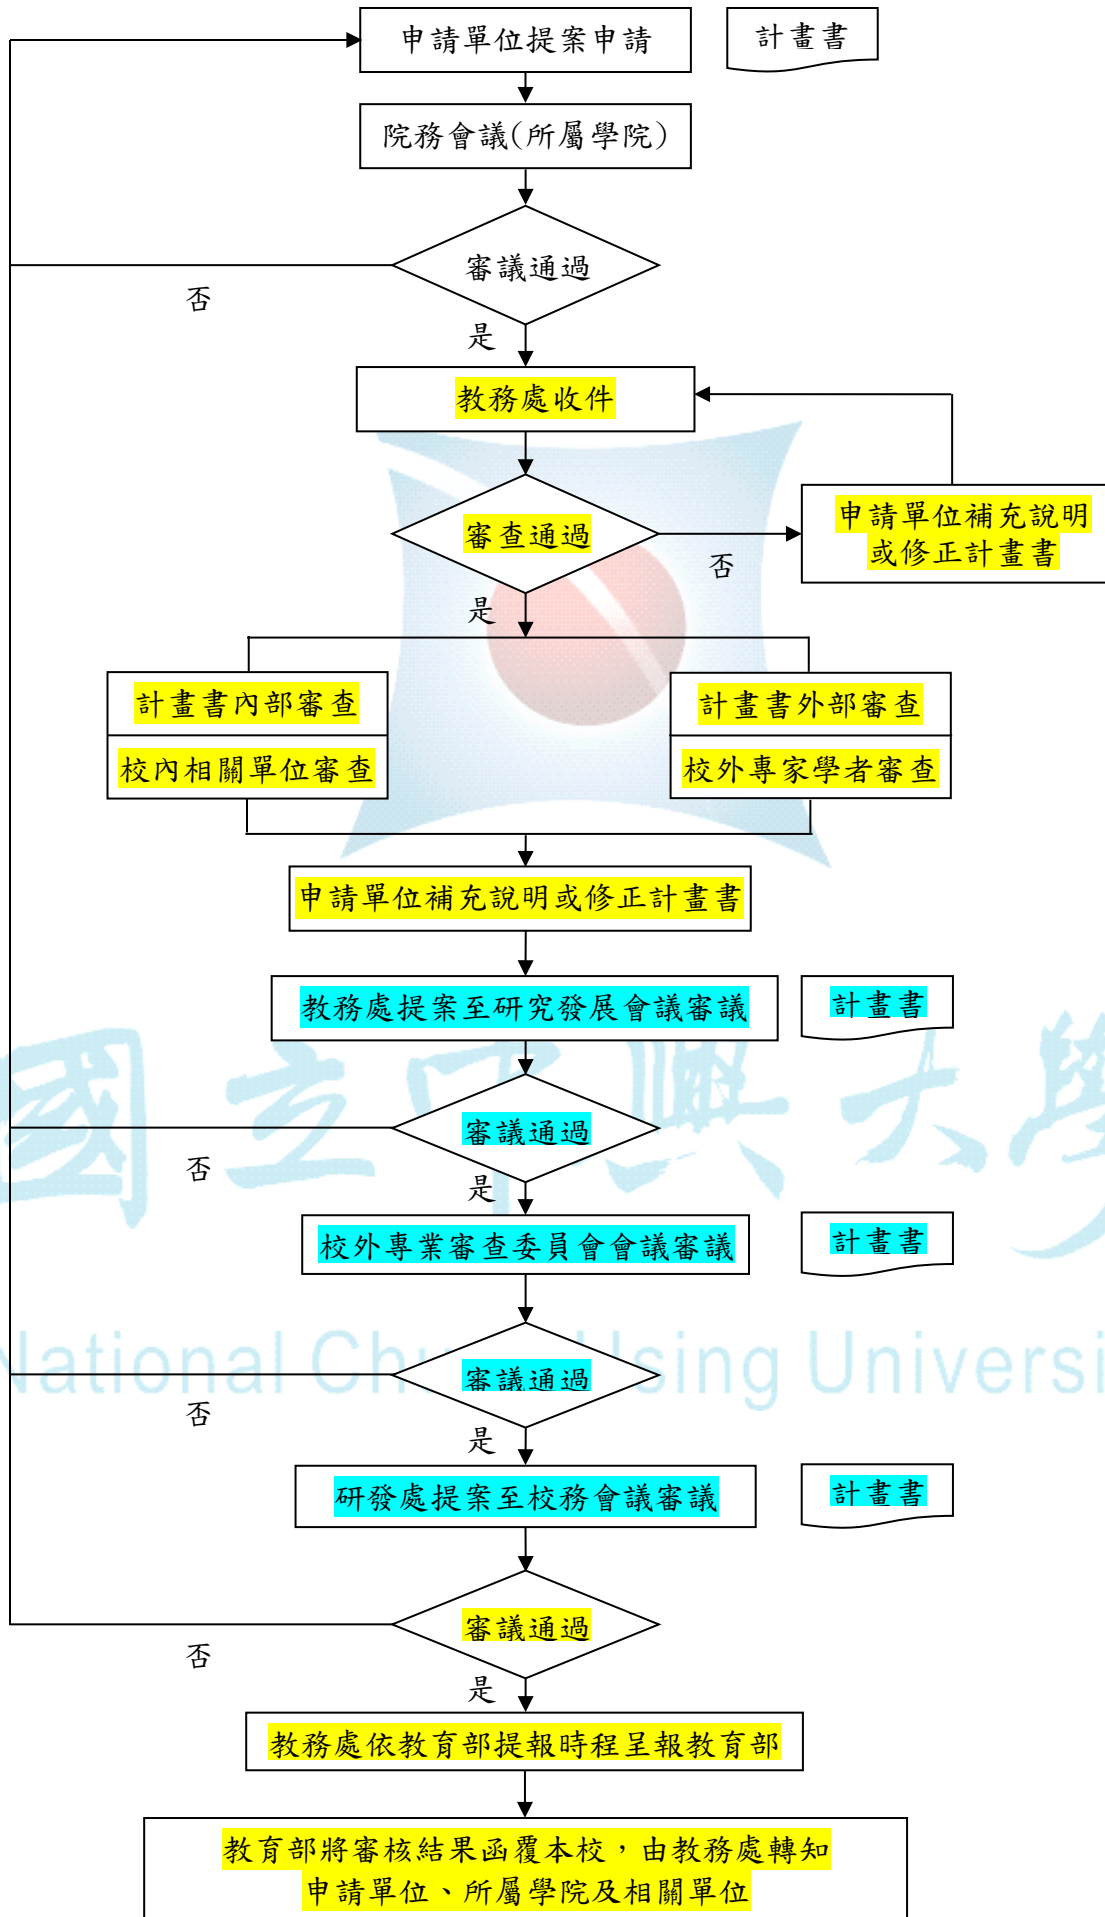 申請單位提案申請
計畫書
院務會議(所屬學院)
審議通過
否
是
教務處收件
審查通過
否
申請單位補充說明
或修正計畫書
是
計畫書內部審查
校內相關單位審查
計畫書外部審查
校外專家學者審查
申請單位補充說明或修正計畫書
教務處提案至研究發展會議審議
計畫書
審議通過
否
是
校外專業審查委員會會議審議
計畫書
審議通過
否
是
研發處提案至校務會議審議
計畫書
審議通過
否
是
教務處依教育部提報時程呈報教育部
教育部將審核結果函覆本校,由教務處轉知
申請單位、所屬學院及相關單位
國立中興大學
National Chung Hsing Universi